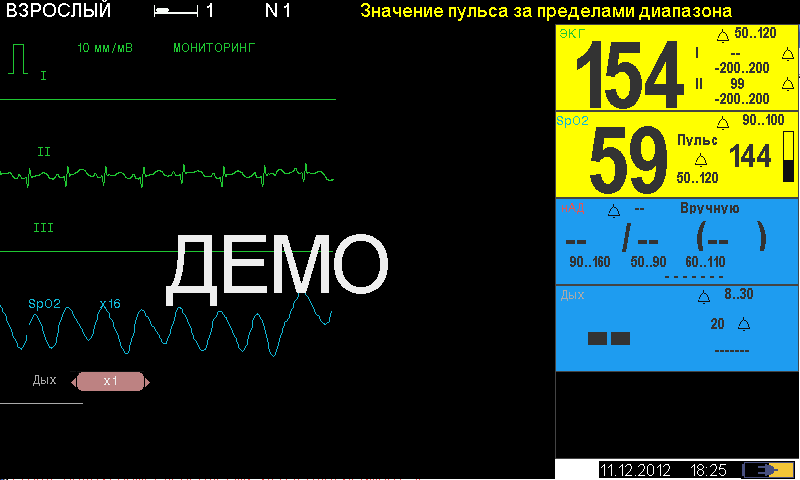 ВЗРОСЛЫЙ 1 N 1 Значение пульса за пределами диапазона
10 мм/мВ МОНИТОРИНГ
I
II
III
ДЕМО
SpO2 x16
Дых x1
ЭКГ 50..120
154
I --
-200..200
II 99
-200..200
SpO2 90..100
59
Пульс 144
50..120
-- Вручную
-- / -- (-- )
90..160 50..90 60..110
-------
Дых 8..30
-- 20
-------
11.12.2012 18:25